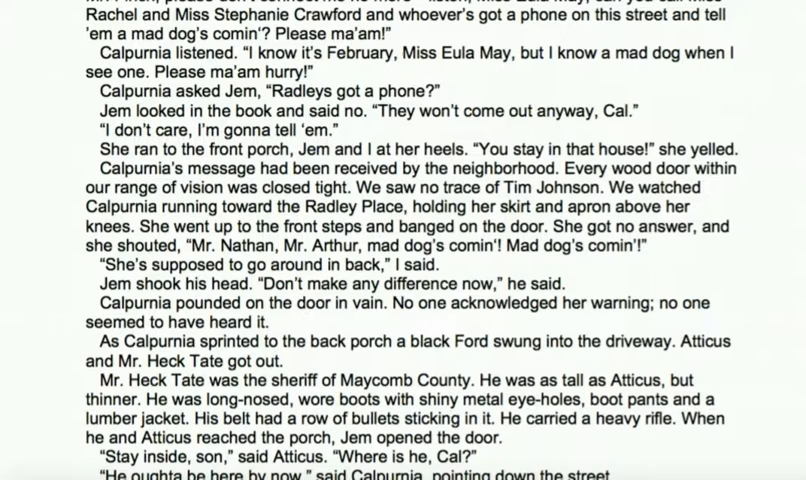 Rachel and Miss Stephanie Crawford and whoever's got a phone on this street and tell
'em a mad dog's comin'? Please ma'am!”
Calpurnia listened. “I know it's February, Miss Eula May, but I know a mad dog when I
see one. Please ma'am hurry!”
Calpurnia asked Jem, “Radleys got a phone?”
Jem looked in the book and said no. “They won't come out anyway, Cal.”
“I don't care, I'm gonna tell ‘em.”
She ran to the front porch, Jem and I at her heels. “You stay in that house!” she yelled.
Calpurnia's message had been received by the neighborhood. Every wood door within
our range of vision was closed tight. We saw no trace of Tim Johnson. We watched
Calpurnia running toward the Radley Place, holding her skirt and apron above her
knees. She went up to the front steps and banged on the door. She got no answer, and
she shouted, “Mr. Nathan, Mr. Arthur, mad dog's comin‘! Mad dog's comin‘!”
“She's supposed to go around in back,” I said.
Jem shook his head. “Don't make any difference now,” he said.
Calpurnia pounded on the door in vain. No one acknowledged her warning; no one
seemed to have heard it.
As Calpurnia sprinted to the back porch a black Ford swung into the driveway. Atticus
and Mr. Heck Tate got out.
Mr. Heck Tate was the sheriff of Maycomb County. He was as tall as Atticus, but
thinner. He was long-nosed, wore boots with shiny metal eye-holes, boot pants and a
lumber jacket. His belt had a row of bullets sticking in it. He carried a heavy rifle. When
he and Atticus reached the porch, Jem opened the door.
“Stay inside, son,” said Atticus. “Where is he, Cal?”
“He oughta be here by now,” said Calpurnia, pointing down the street.